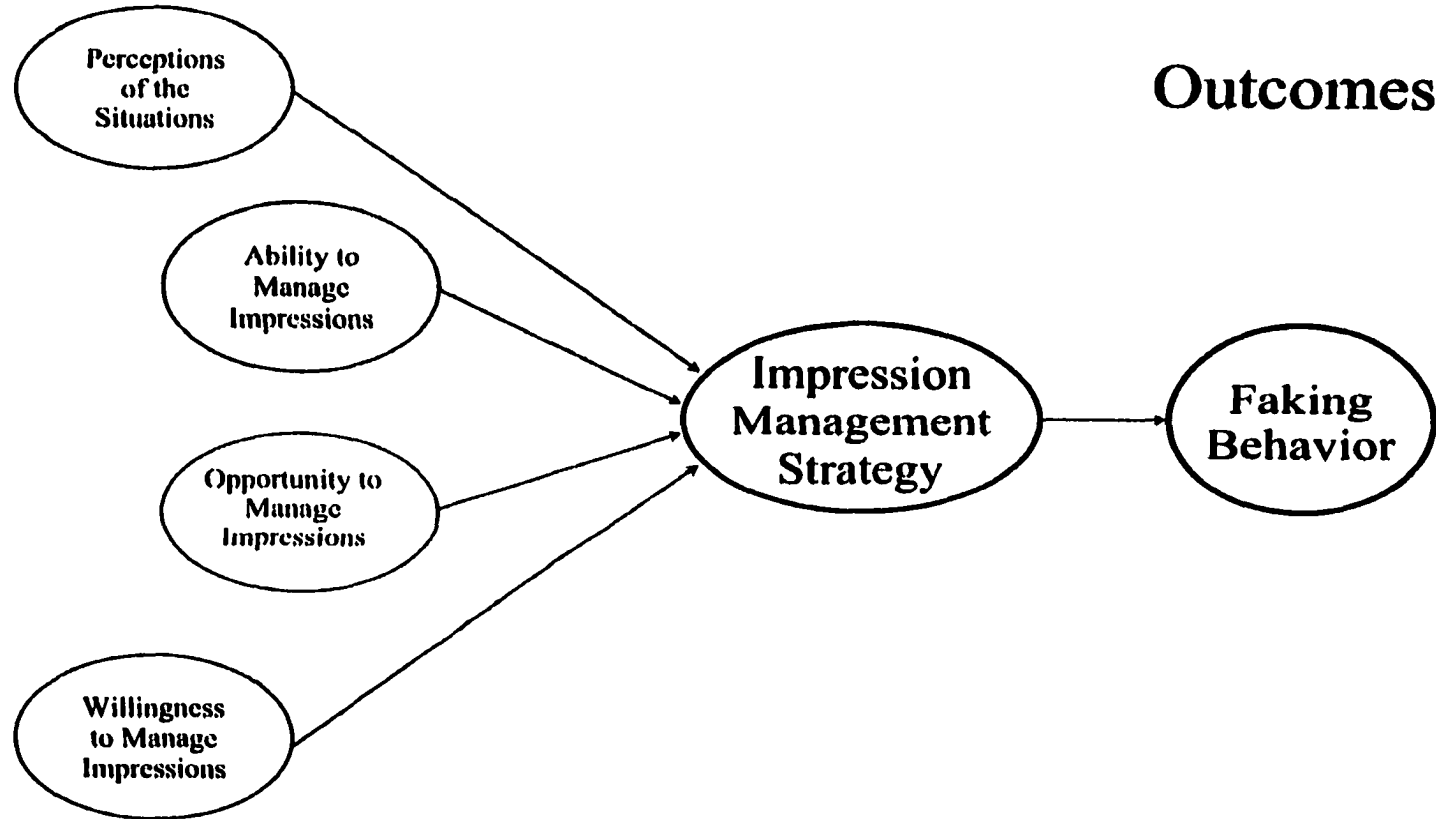 Perceptions
of the
Situations
Outcomes
Ability to
Manage
Impressions
Impression
Management
Strategy
Faking
Behavior
Opportunity to
Manage
Impressions
Willingness
to Manage
Impressions